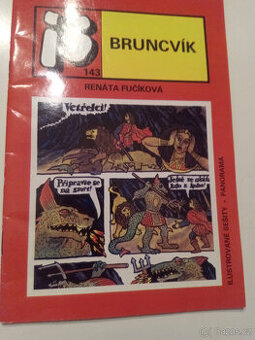 iS
143
BRUNCVÍK
RENÁTA FUČÍKOVÁ
Vetřelci!
Připravte se
na smrt!
ILUSTROVANÉ SEŠITY • PANORAMA